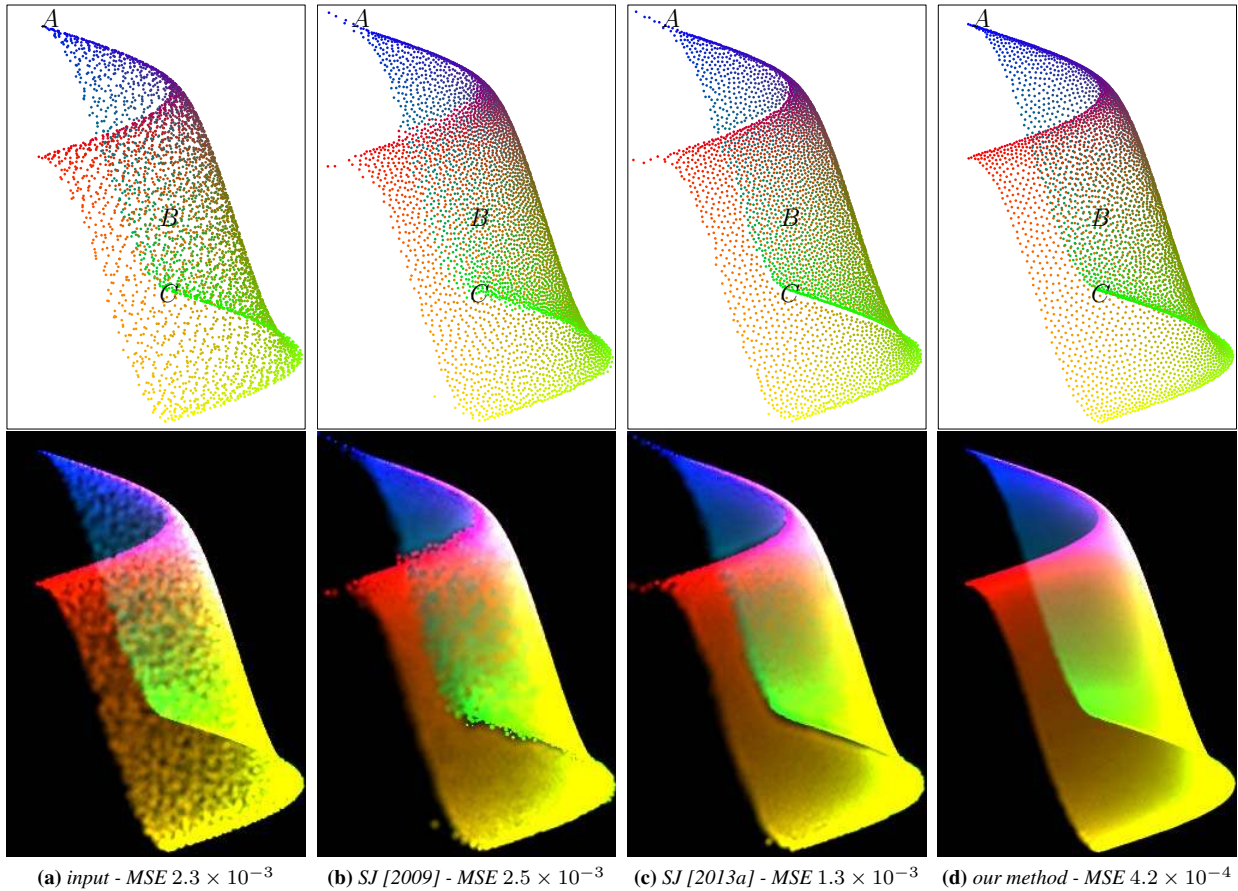 A A A A
B B B B
C C C C
(a) input - MSE 2.3 × 10⁻³ (b) SJ [2009] - MSE 2.5 × 10⁻³ (c) SJ [2013a] - MSE 1.3 × 10⁻³ (d) our method - MSE 4.2 × 10⁻⁴